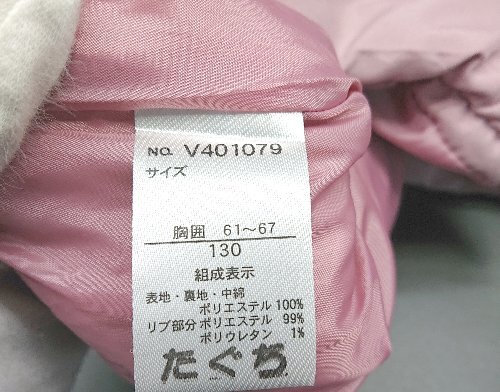 NO. V401079
サイズ
胸囲 61～67
130
組成表示
表地・裏地・中綿
ポリエステル 100%
リブ部分 ポリエステル 99%
ポリウレタン 1%
たぐち